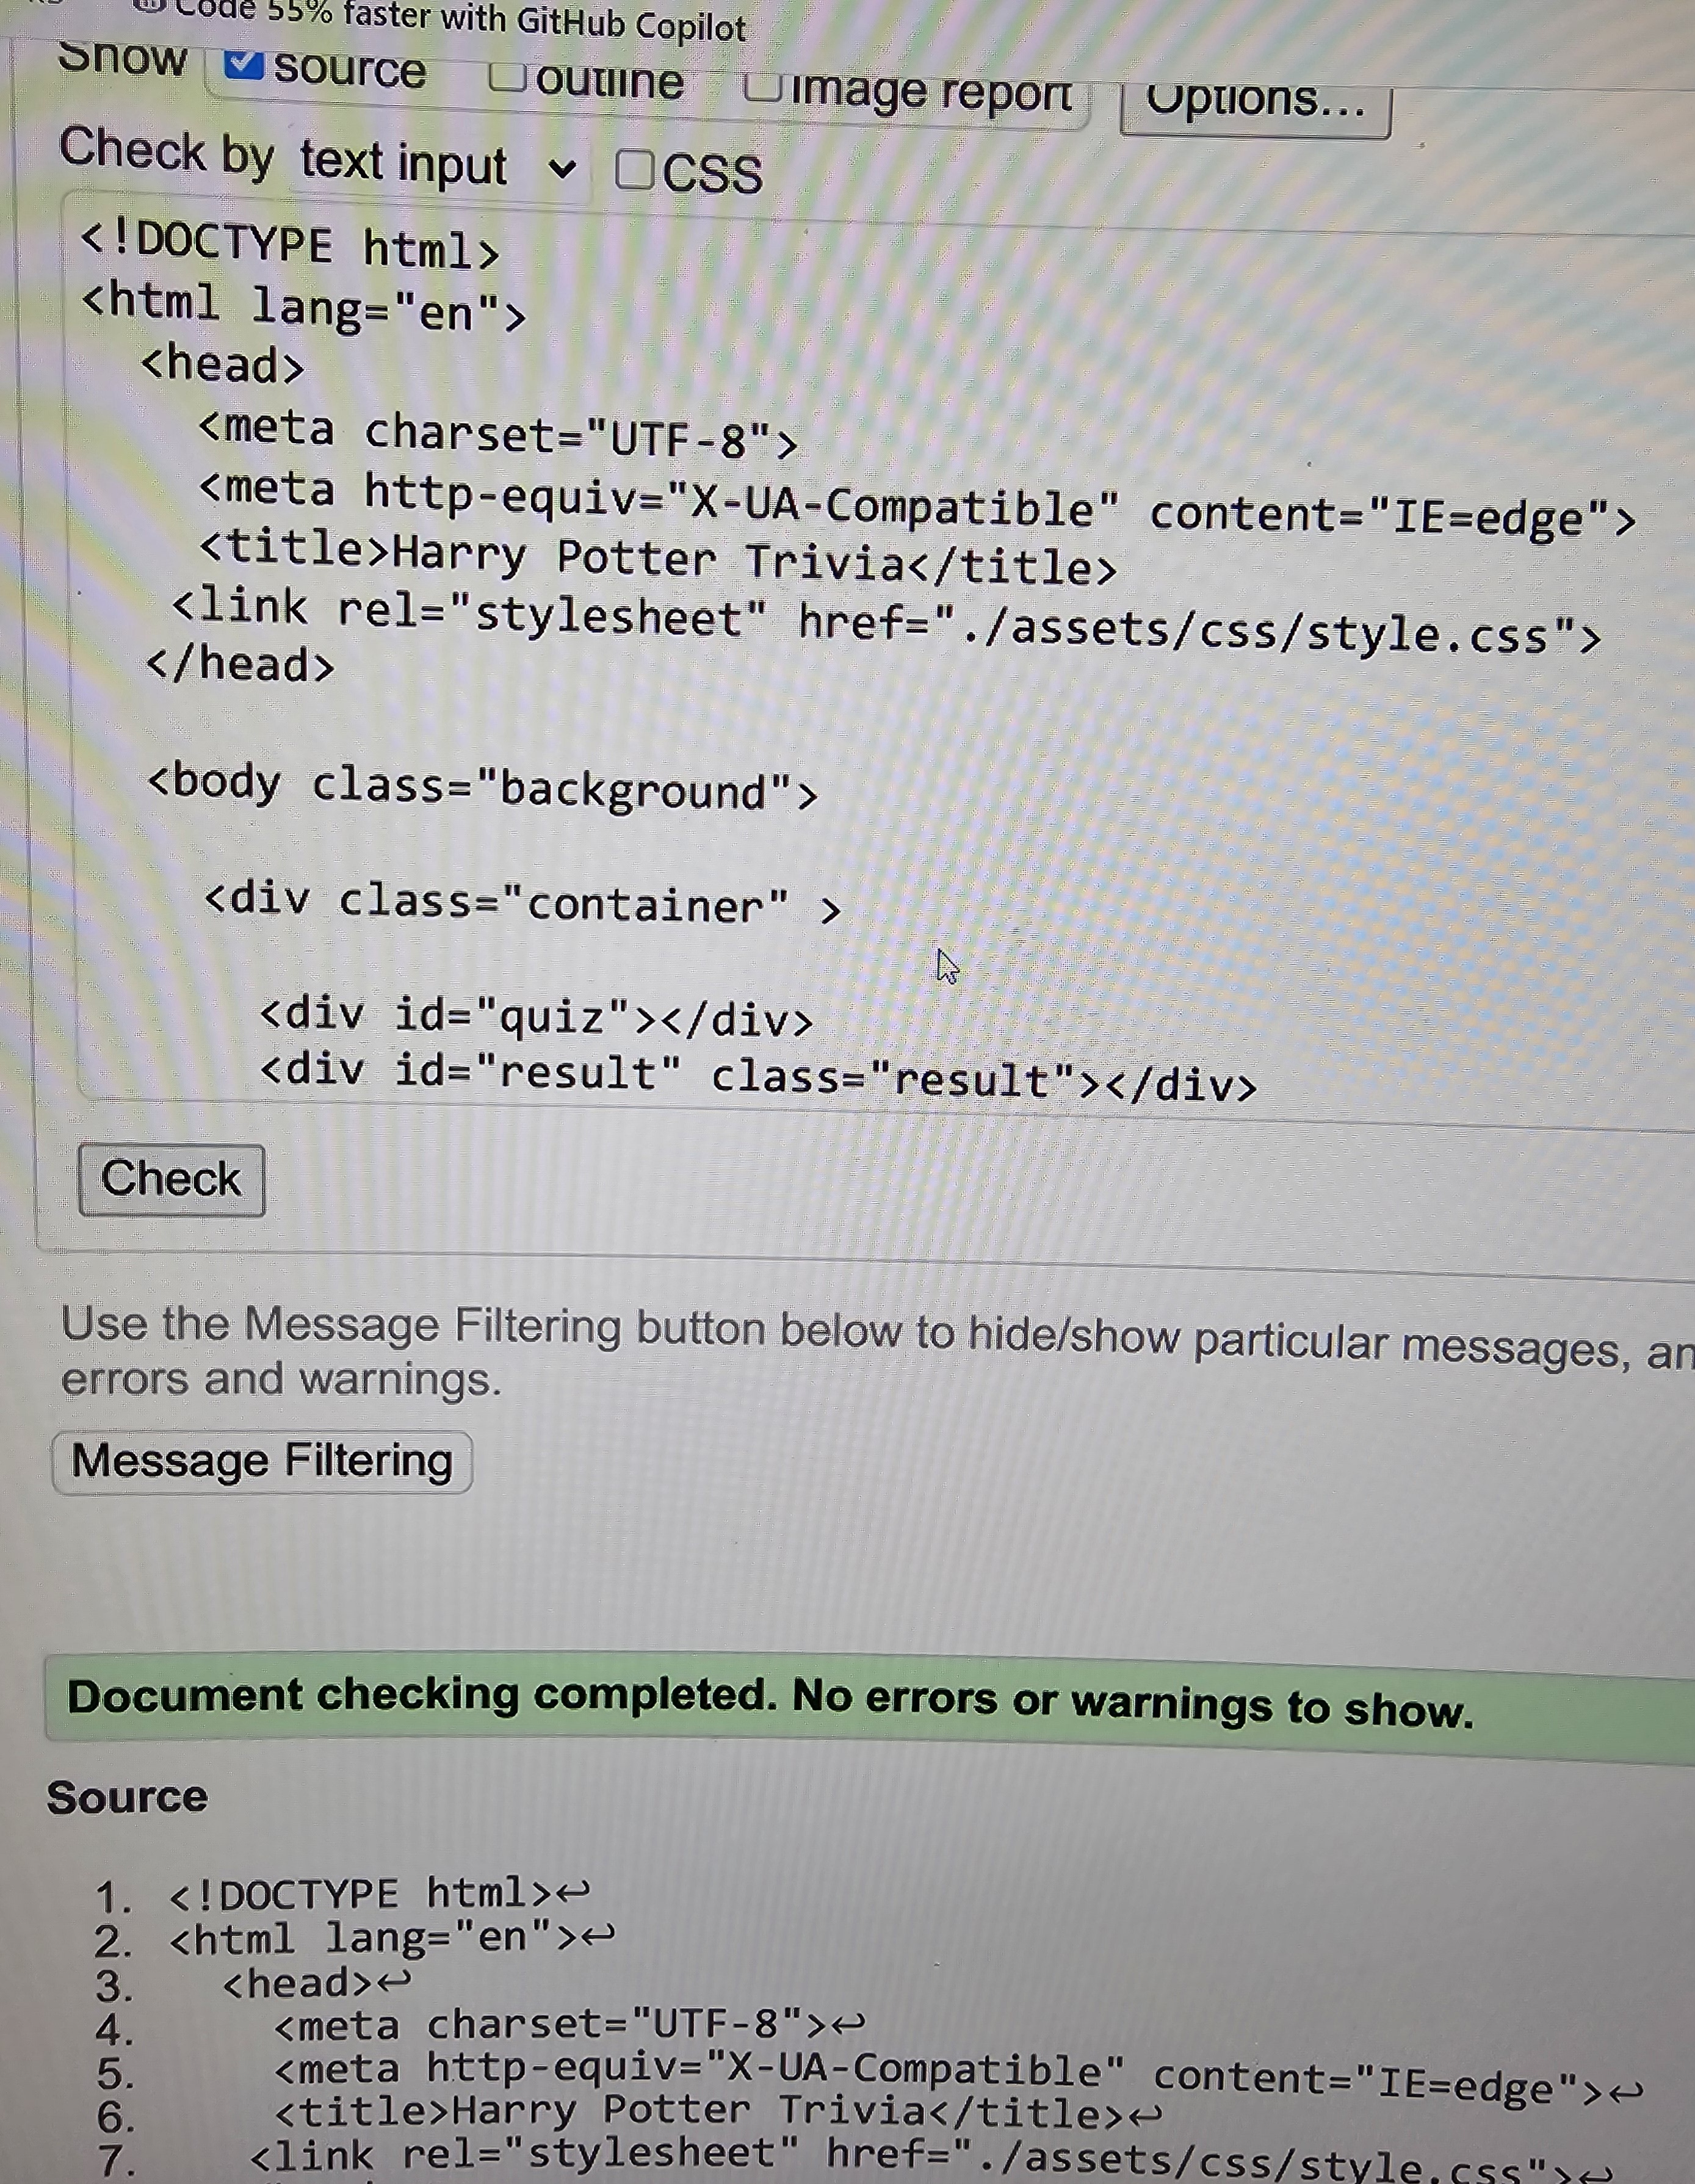 Code 55% faster with GitHub Copilot
Show source outline image report Options...
Check by text input CSS
<!DOCTYPE html>
<html lang="en">
<head>
<meta charset="UTF-8">
<meta http-equiv="X-UA-Compatible" content="IE=edge">
<title>Harry Potter Trivia</title>
<link rel="stylesheet" href="./assets/css/style.css">
</head>
<body class="background">
<div class="container" >
<div id="quiz"></div>
<div id="result" class="result"></div>
Check
Use the Message Filtering button below to hide/show particular messages, an
errors and warnings.
Message Filtering
Document checking completed. No errors or warnings to show.
Source
1. <!DOCTYPE html>↩
2. <html lang="en">↩
3. <head>↩
4. <meta charset="UTF-8">↩
5. <meta http-equiv="X-UA-Compatible" content="IE=edge">↩
6. <title>Harry Potter Trivia</title>↩
7. <link rel="stylesheet" href="./assets/css/style.css">↩